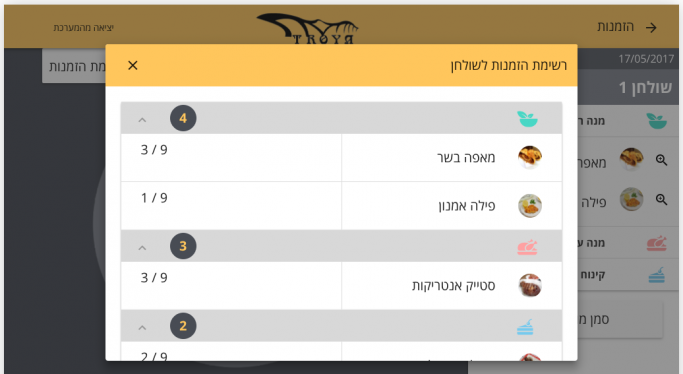 הזמנות
יציאה מהמערכת
TROYA
17/05/2017
שולחן 1
מנה
פילה
מנה
קינוח
סמן
מת הזמנות
רשימת הזמנות לשולחן
4
מאפה בשר
3 / 9
פילה אמנון
1 / 9
3
סטייק אנטריקות
3 / 9
2
2 / 9